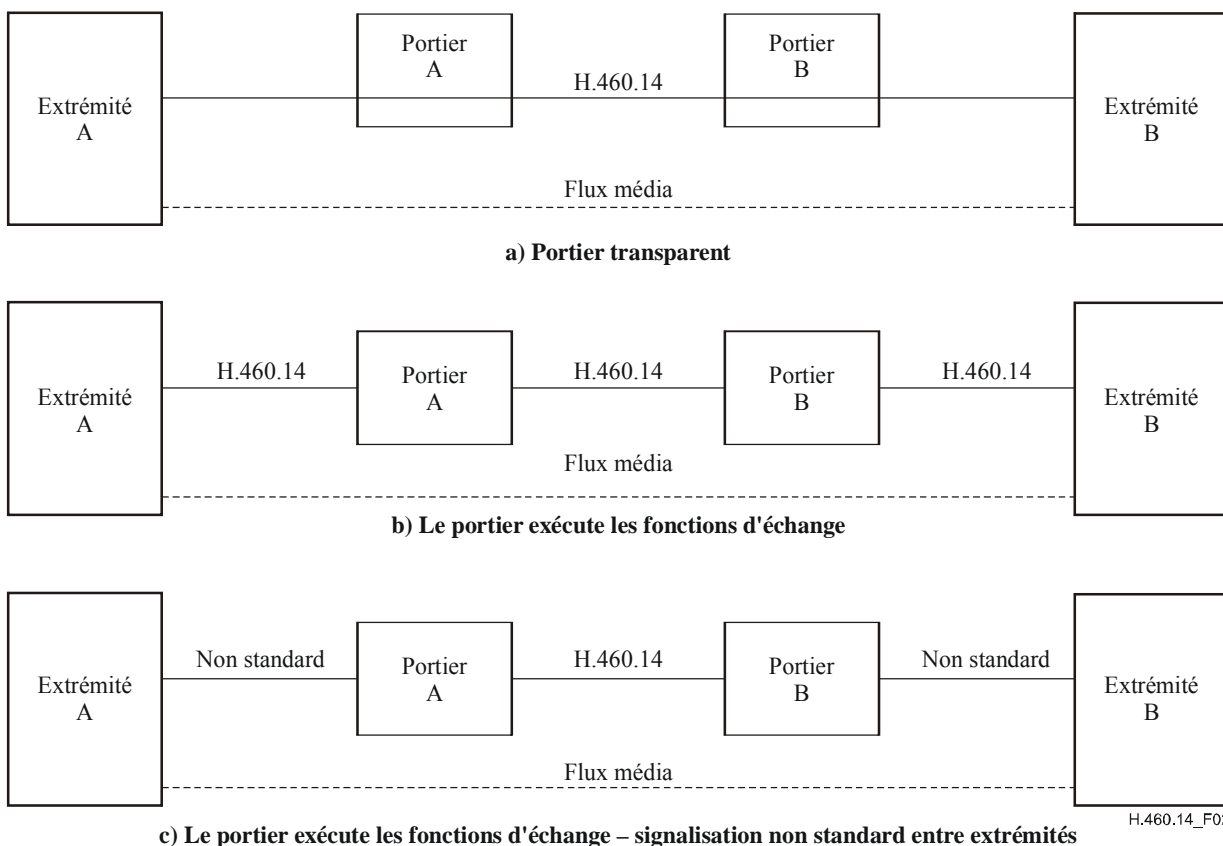 Portier
A
Portier
B
H.460.14
Extrémité
A
Extrémité
B
Flux média
a) Portier transparent
H.460.14
H.460.14
H.460.14
Extrémité
A
Portier
A
Portier
B
Extrémité
B
Flux média
b) Le portier exécute les fonctions d'échange
Non standard
H.460.14
Non standard
Extrémité
A
Portier
A
Portier
B
Extrémité
B
Flux média
c) Le portier exécute les fonctions d'échange – signalisation non standard entre extrémités